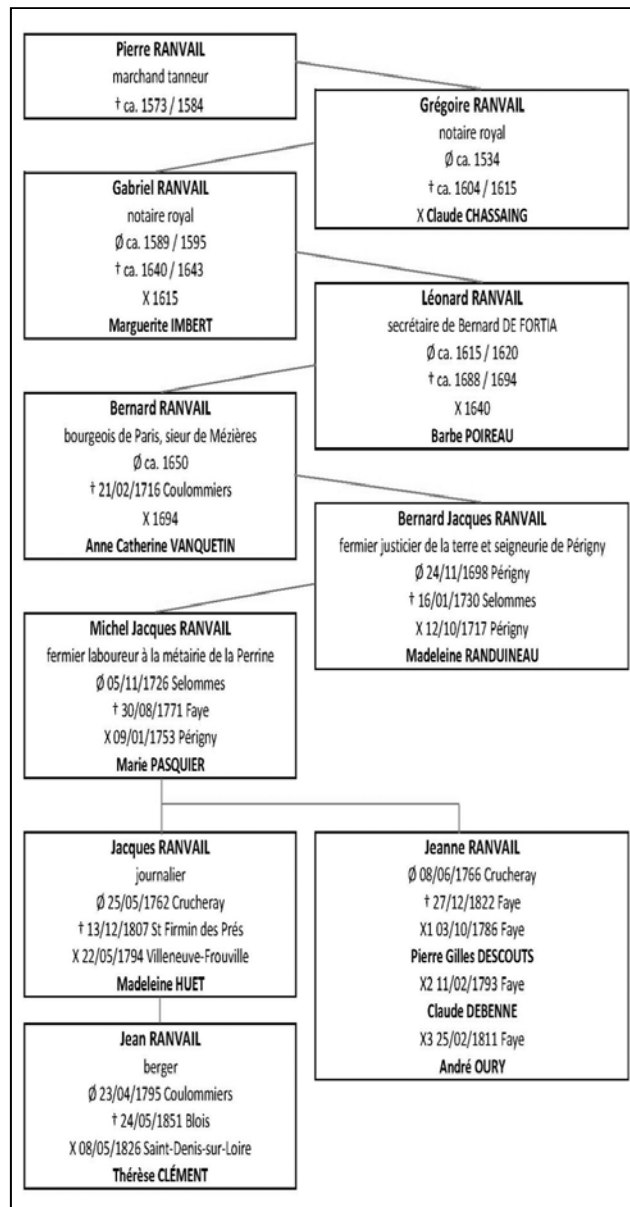 Pierre RANVAIL
marchand tanneur
† ca. 1573 / 1584
Grégoire RANVAIL
notaire royal
Ø ca. 1534
† ca. 1604 / 1615
X Claude CHASSAING
Gabriel RANVAIL
notaire royal
Ø ca. 1589 / 1595
† ca. 1640 / 1643
X 1615
Marguerite IMBERT
Léonard RANVAIL
secrétaire de Bernard DE FORTIA
Ø ca. 1615 / 1620
† ca. 1688 / 1694
X 1640
Barbe POIREAU
Bernard RANVAIL
bourgeois de Paris, sieur de Mézières
Ø ca. 1650
† 21/02/1716 Coulommiers
X 1694
Anne Catherine VANQUETIN
Bernard Jacques RANVAIL
fermier justicier de la terre et seigneurie de Périgny
Ø 24/11/1698 Périgny
† 16/01/1730 Selommes
X 12/10/1717 Périgny
Madeleine RANDUINEAU
Michel Jacques RANVAIL
fermier laboureur à la métairie de la Perrine
Ø 05/11/1726 Selommes
† 30/08/1771 Faye
X 09/01/1753 Périgny
Marie PASQUIER
Jacques RANVAIL
journalier
Ø 25/05/1762 Crucheray
† 13/12/1807 St Firmin des Prés
X 22/05/1794 Villeneuve-Frouville
Madeleine HUET
Jeanne RANVAIL
Ø 08/06/1766 Crucheray
† 27/12/1822 Faye
X1 03/10/1786 Faye
Pierre Gilles DESCOUTS
X2 11/02/1793 Faye
Claude DEBENNE
X3 25/02/1811 Faye
André OURY
Jean RANVAIL
berger
Ø 23/04/1795 Coulommiers
† 24/05/1851 Blois
X 08/05/1826 Saint-Denis-sur-Loire
Thérèse CLÉMENT